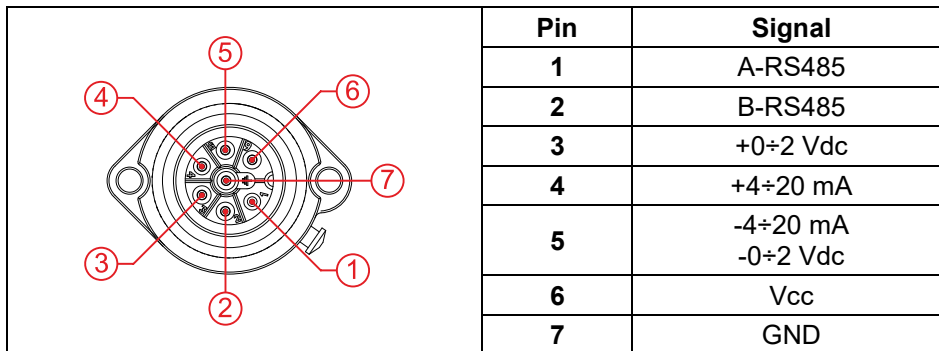 5
6
4
7
3
1
2
Pin Signal
1 A-RS485
2 B-RS485
3 +0÷2 Vdc
4 +4÷20 mA
5 -4÷20 mA
-0÷2 Vdc
6 Vcc
7 GND